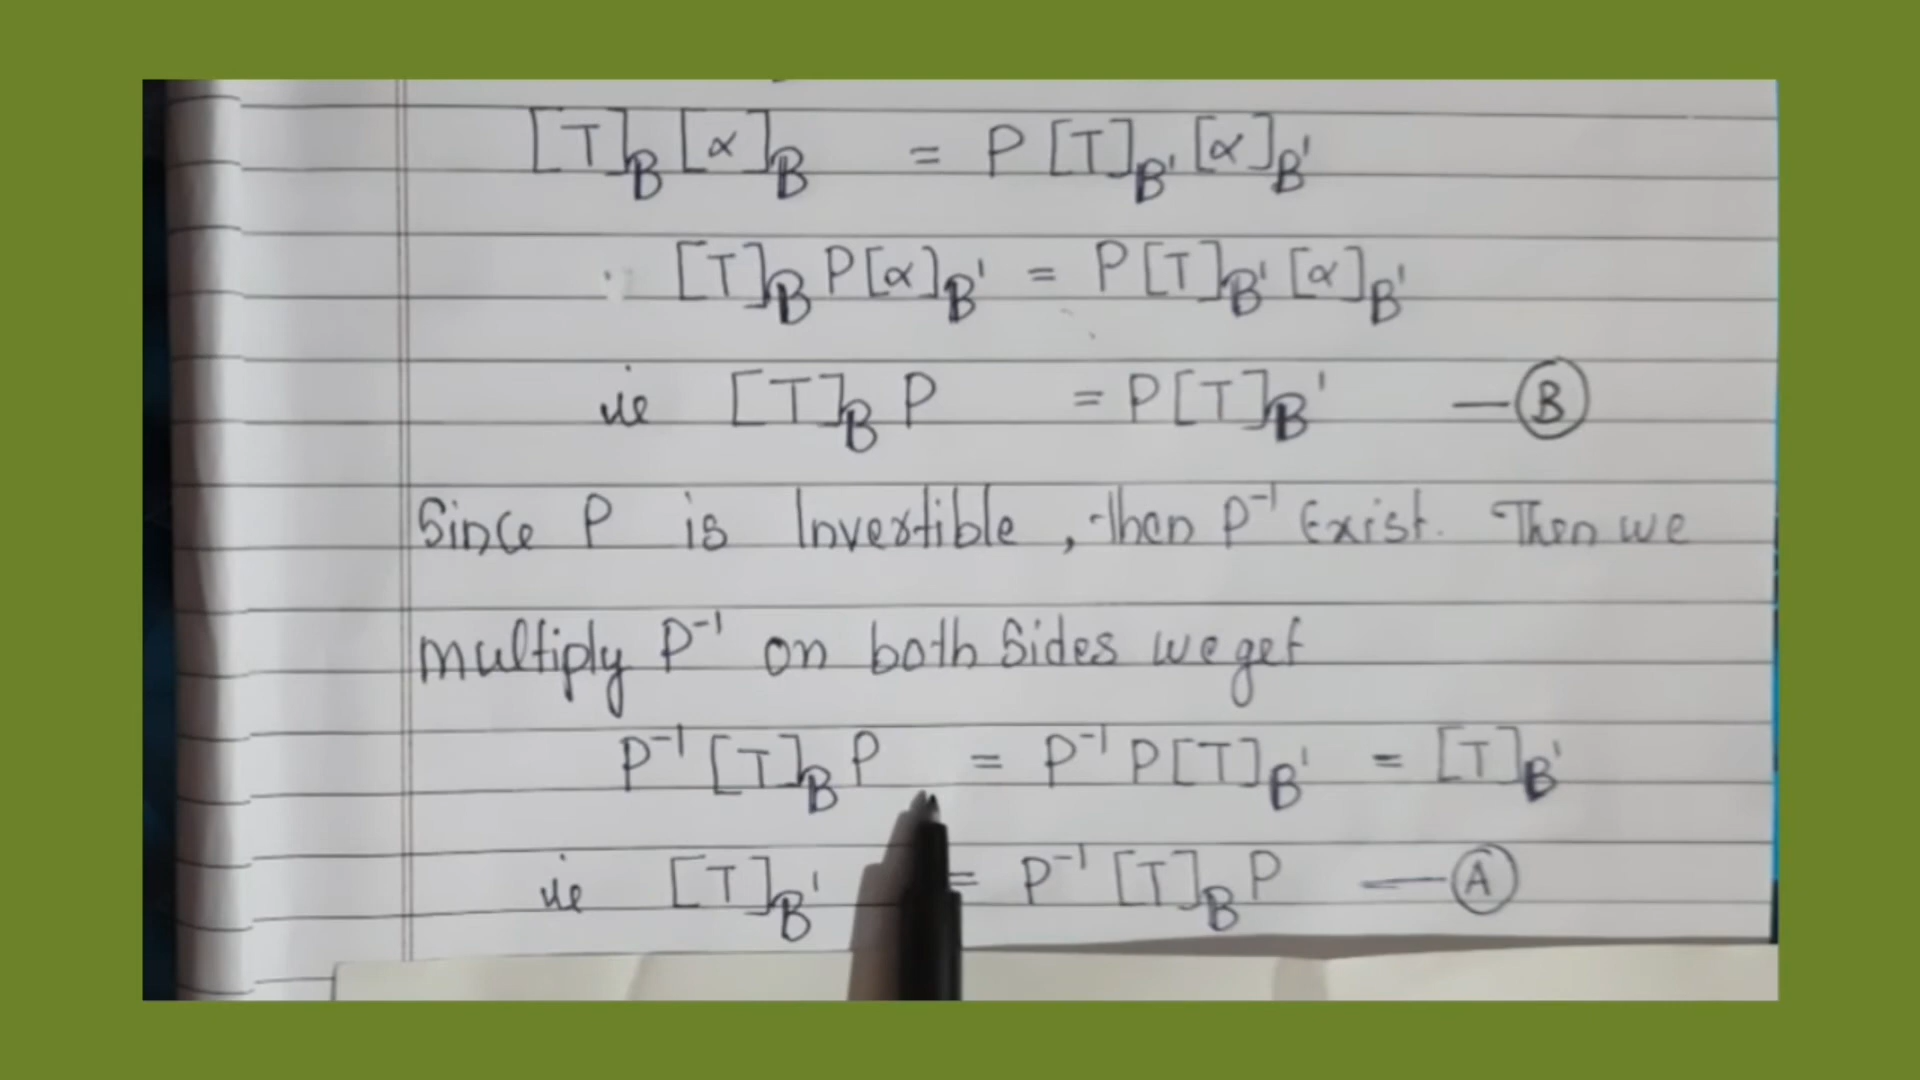 [T]_B [α]_B = P [T]_B' [α]_B'
[T]_B P[α]_B' = P[T]_B' [α]_B'
ie [T]_B P = P[T]_B' — Ⓑ
Since P is Invertible, then P⁻¹ Exist. Then we
multiply P⁻¹ on both Sides we get
P⁻¹ [T]_B P = P⁻¹ P[T]_B' = [T]_B'
ie [T]_B' = P⁻¹ [T]_B P — Ⓐ